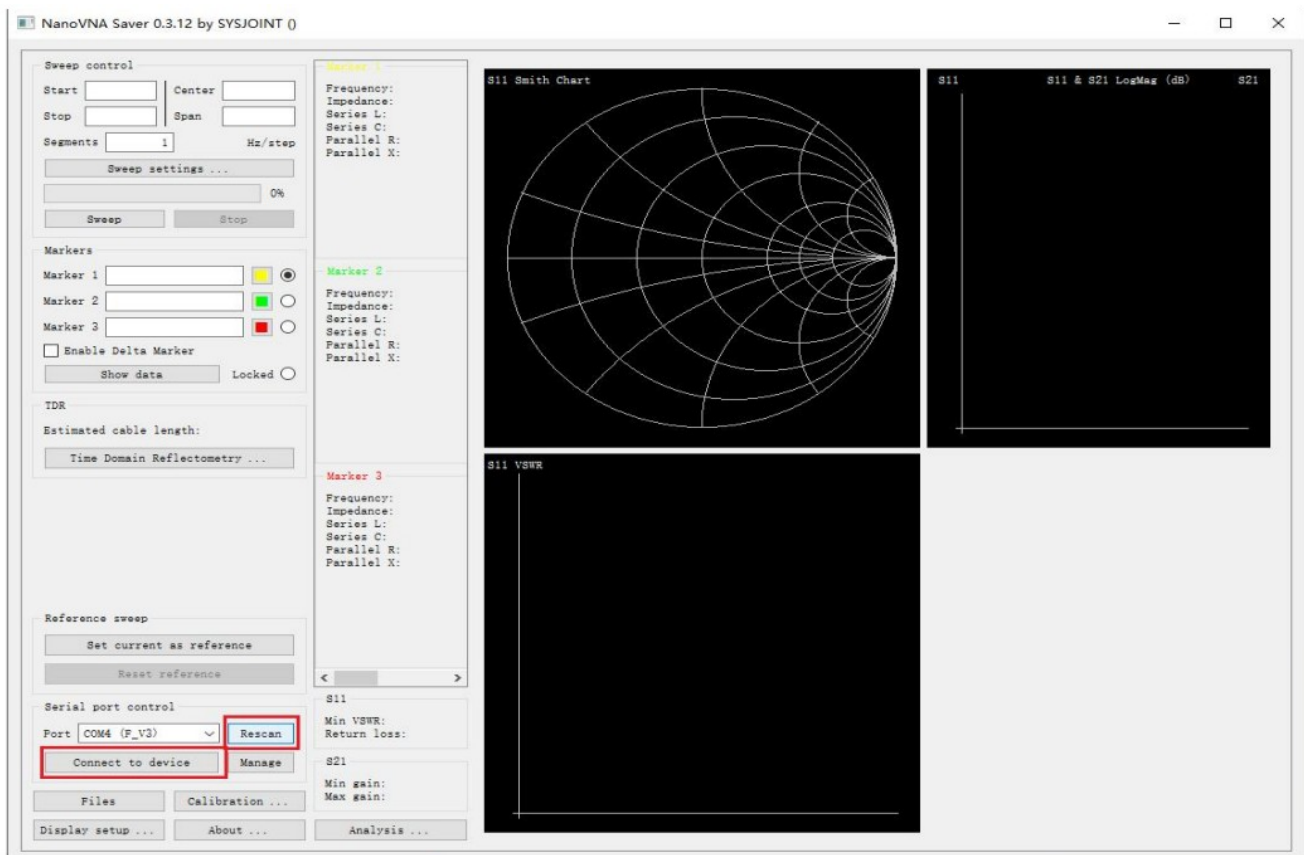 NanoVNA Saver 0.3.12 by SYSJOINT ()
Sweep control
Start
Center
Stop
Span
Segments 1 Hz/step
Sweep settings ...
0%
Sweep
Stop
Markers
Marker 1
Marker 2
Marker 3
Enable Delta Marker
Show data
Locked
TDR
Estimated cable length:
Time Domain Reflectometry ...
Reference sweep
Set current as reference
Reset reference
Serial port control
Port COM4 (F_V3)
Rescan
Connect to device
Manage
Files
Calibration ...
Display setup ...
About ...
Marker 1
Frequency:
Impedance:
Series L:
Series C:
Parallel R:
Parallel X:
Marker 2
Frequency:
Impedance:
Series L:
Series C:
Parallel R:
Parallel X:
Marker 3
Frequency:
Impedance:
Series L:
Series C:
Parallel R:
Parallel X:
S11
Min VSWR:
Return loss:
S21
Min gain:
Max gain:
Analysis ...
S11 Smith Chart
S11 S11 & S21 LogMag (dB) S21
S11 VSWR